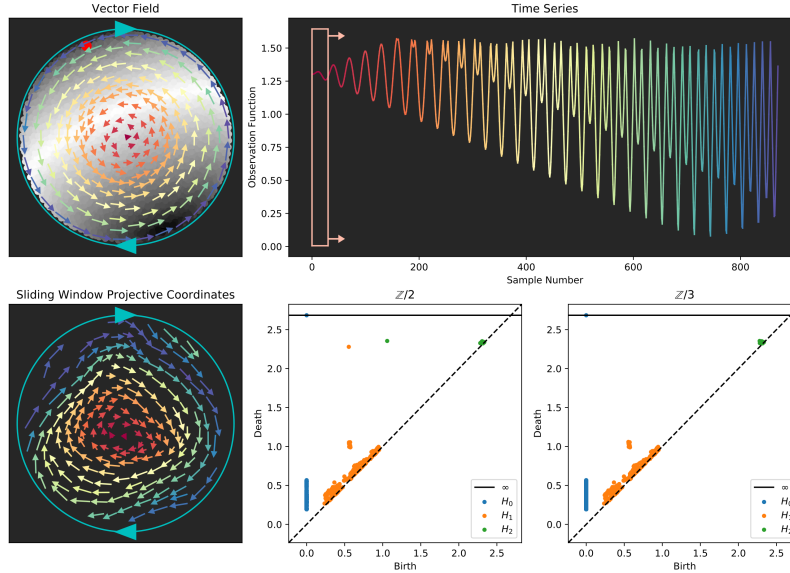 Vector Field
Time Series
Observation Function
1.50
1.25
1.00
0.75
0.50
0.25
0.00
0
200
400
600
800
Sample Number
Sliding Window Projective Coordinates
ℤ/2
Death
2.5
2.0
1.5
1.0
0.5
0.0
∞
H₀
H₁
H₂
0.0
0.5
1.0
1.5
2.0
2.5
Birth
ℤ/3
Death
2.5
2.0
1.5
1.0
0.5
0.0
∞
H₀
H₁
H₂
0.0
0.5
1.0
1.5
2.0
2.5
Birth